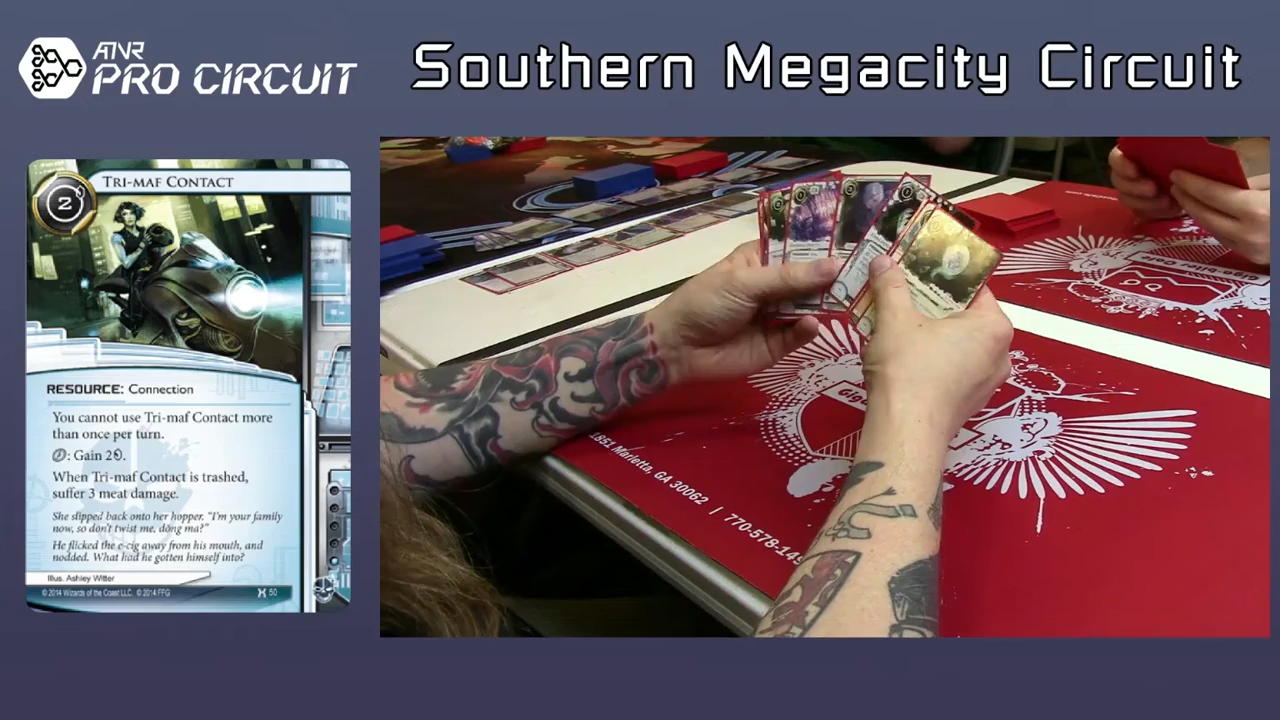 ANR
PRO CIRCUIT
Southern Megacity Circuit
2
TRI-MAF CONTACT
RESOURCE: Connection
You cannot use Tri-maf Contact more
than once per turn.
: Gain 2.
When Tri-maf Contact is trashed,
suffer 3 meat damage.
She slipped back onto her hopper. "I'm your family
now, so don't twist me, dông ma?"
He flicked the e-cig away from his mouth, and
nodded. What had he gotten himself into?
Illus. Ashley Witter
© 2014 Wizards of the Coast LLC. © 2014 FFG
50
1851 Marietta, GA 30062 | 770-578-14